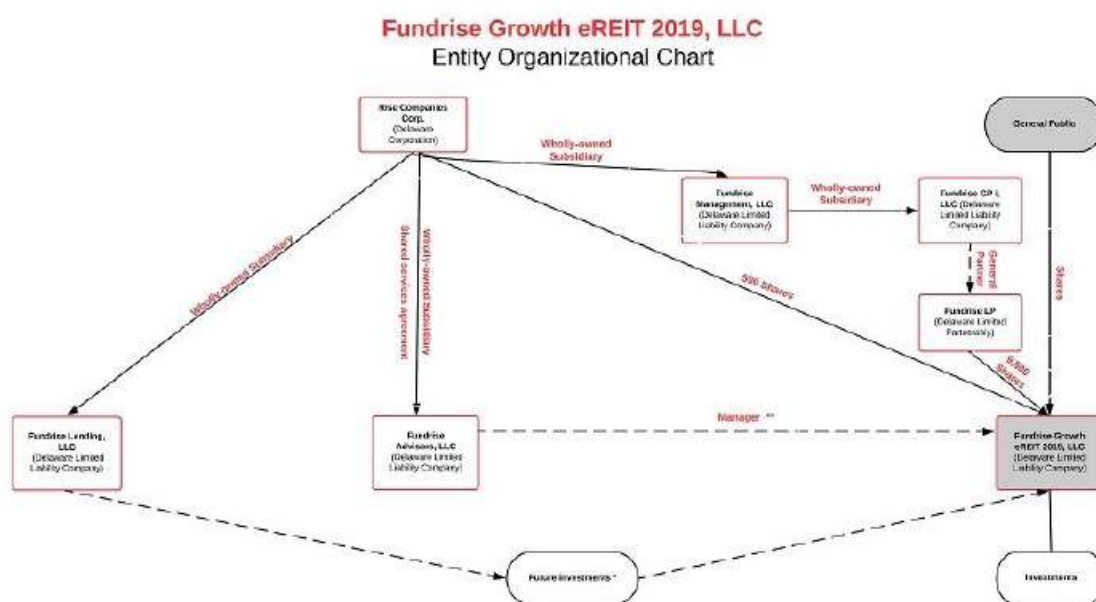 Fundrise Growth eREIT 2019, LLC
Entity Organizational Chart
Rise Companies
Corp.
(Delaware
Corporation)
General Public
Wholly-owned
Subsidiary
Fundrise
Management, LLC
(Delaware Limited
Liability Company)
Wholly-owned
Subsidiary
Fundrise GP I,
LLC (Delaware
Limited Liability
Company)
Wholly-owned Subsidiary
Wholly-owned Subsidiary
Shared services Agreement
Shares
General
Partner
Shares
Fundrise LP
(Delaware Limited
Partnership)
Shares
Manager **
Fundrise Lending,
LLC
(Delaware Limited
Liability Company)
Fundrise
Advisors, LLC
(Delaware Limited
Liability Company)
Fundrise Growth
eREIT 2019, LLC
(Delaware Limited
Liability Company)
Future Investments *
Investments